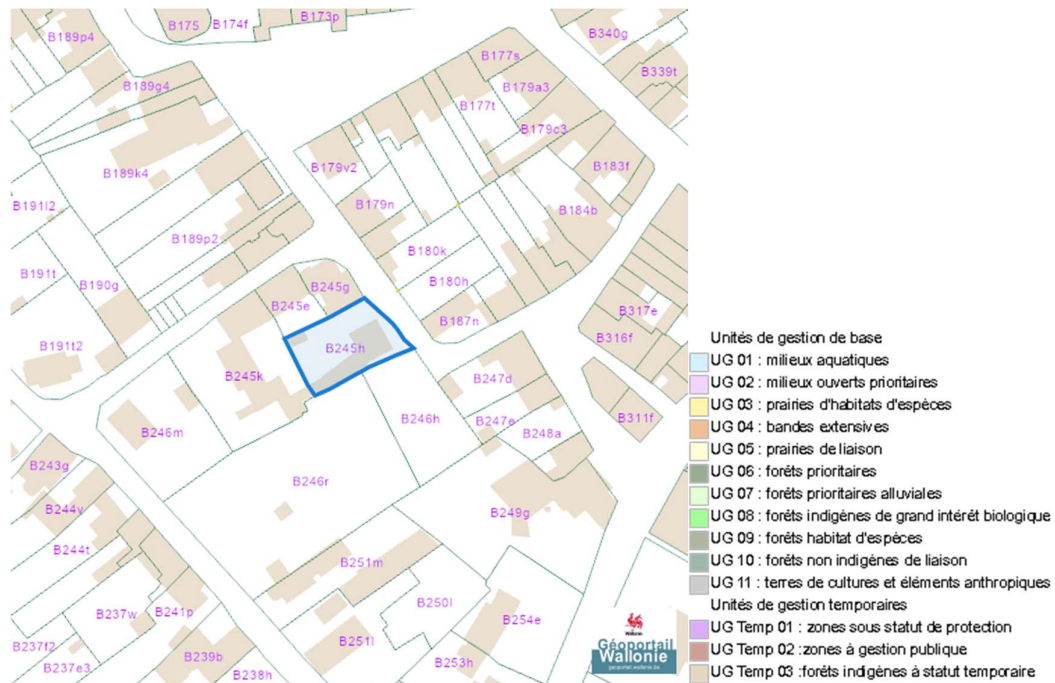 B175
B174f
B173p
B189p4
B340g
B177s
B339t
B189g4
B179a3
B177t
B179c3
B179v2
B183f
B189k4
B191l2
B179n
B184b
B189p2
B180k
B191t
B190g
B245g
B180h
B245e
B317e
B187n
B316f
B191t2
B245h
B245k
B247d
B246h
B247e
B311f
B246m
B248a
B243g
B246r
B244v
B249g
B244t
B251m
B250l
B237w
B241p
B254e
B237f2
B251l
B239b
B253h
B237e3
B238h
Wallonie
Géoportail
Wallonie
geoportail.wallonie.be
Unités de gestion de base
UG 01 : milieux aquatiques
UG 02 : milieux ouverts prioritaires
UG 03 : prairies d'habitats d'espèces
UG 04 : bandes extensives
UG 05 : prairies de liaison
UG 06 : forêts prioritaires
UG 07 : forêts prioritaires alluviales
UG 08 : forêts indigènes de grand intérêt biologique
UG 09 : forêts habitat d'espèces
UG 10 : forêts non indigènes de liaison
UG 11 : terres de cultures et éléments anthropiques
Unités de gestion temporaires
UG Temp 01 : zones sous statut de protection
UG Temp 02 : zones à gestion publique
UG Temp 03 : forêts indigènes à statut temporaire